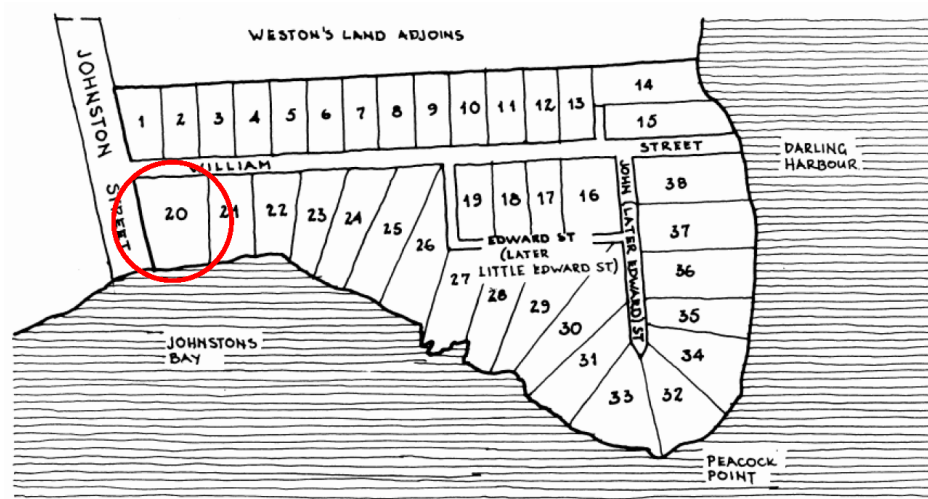 WESTON'S LAND ADJOINS
JOHNSTON
STREET
1
2
3
4
5
6
7
8
9
10
11
12
13
14
15
WILLIAM
STREET
DARLING
HARBOUR
20
21
22
23
24
25
26
19
18
17
16
JOHN (LATER EDWARD) ST
38
37
36
35
34
EDWARD ST
(LATER
LITTLE EDWARD ST)
27
28
29
30
31
33
32
JOHNSTONS
BAY
PEACOCK
POINT